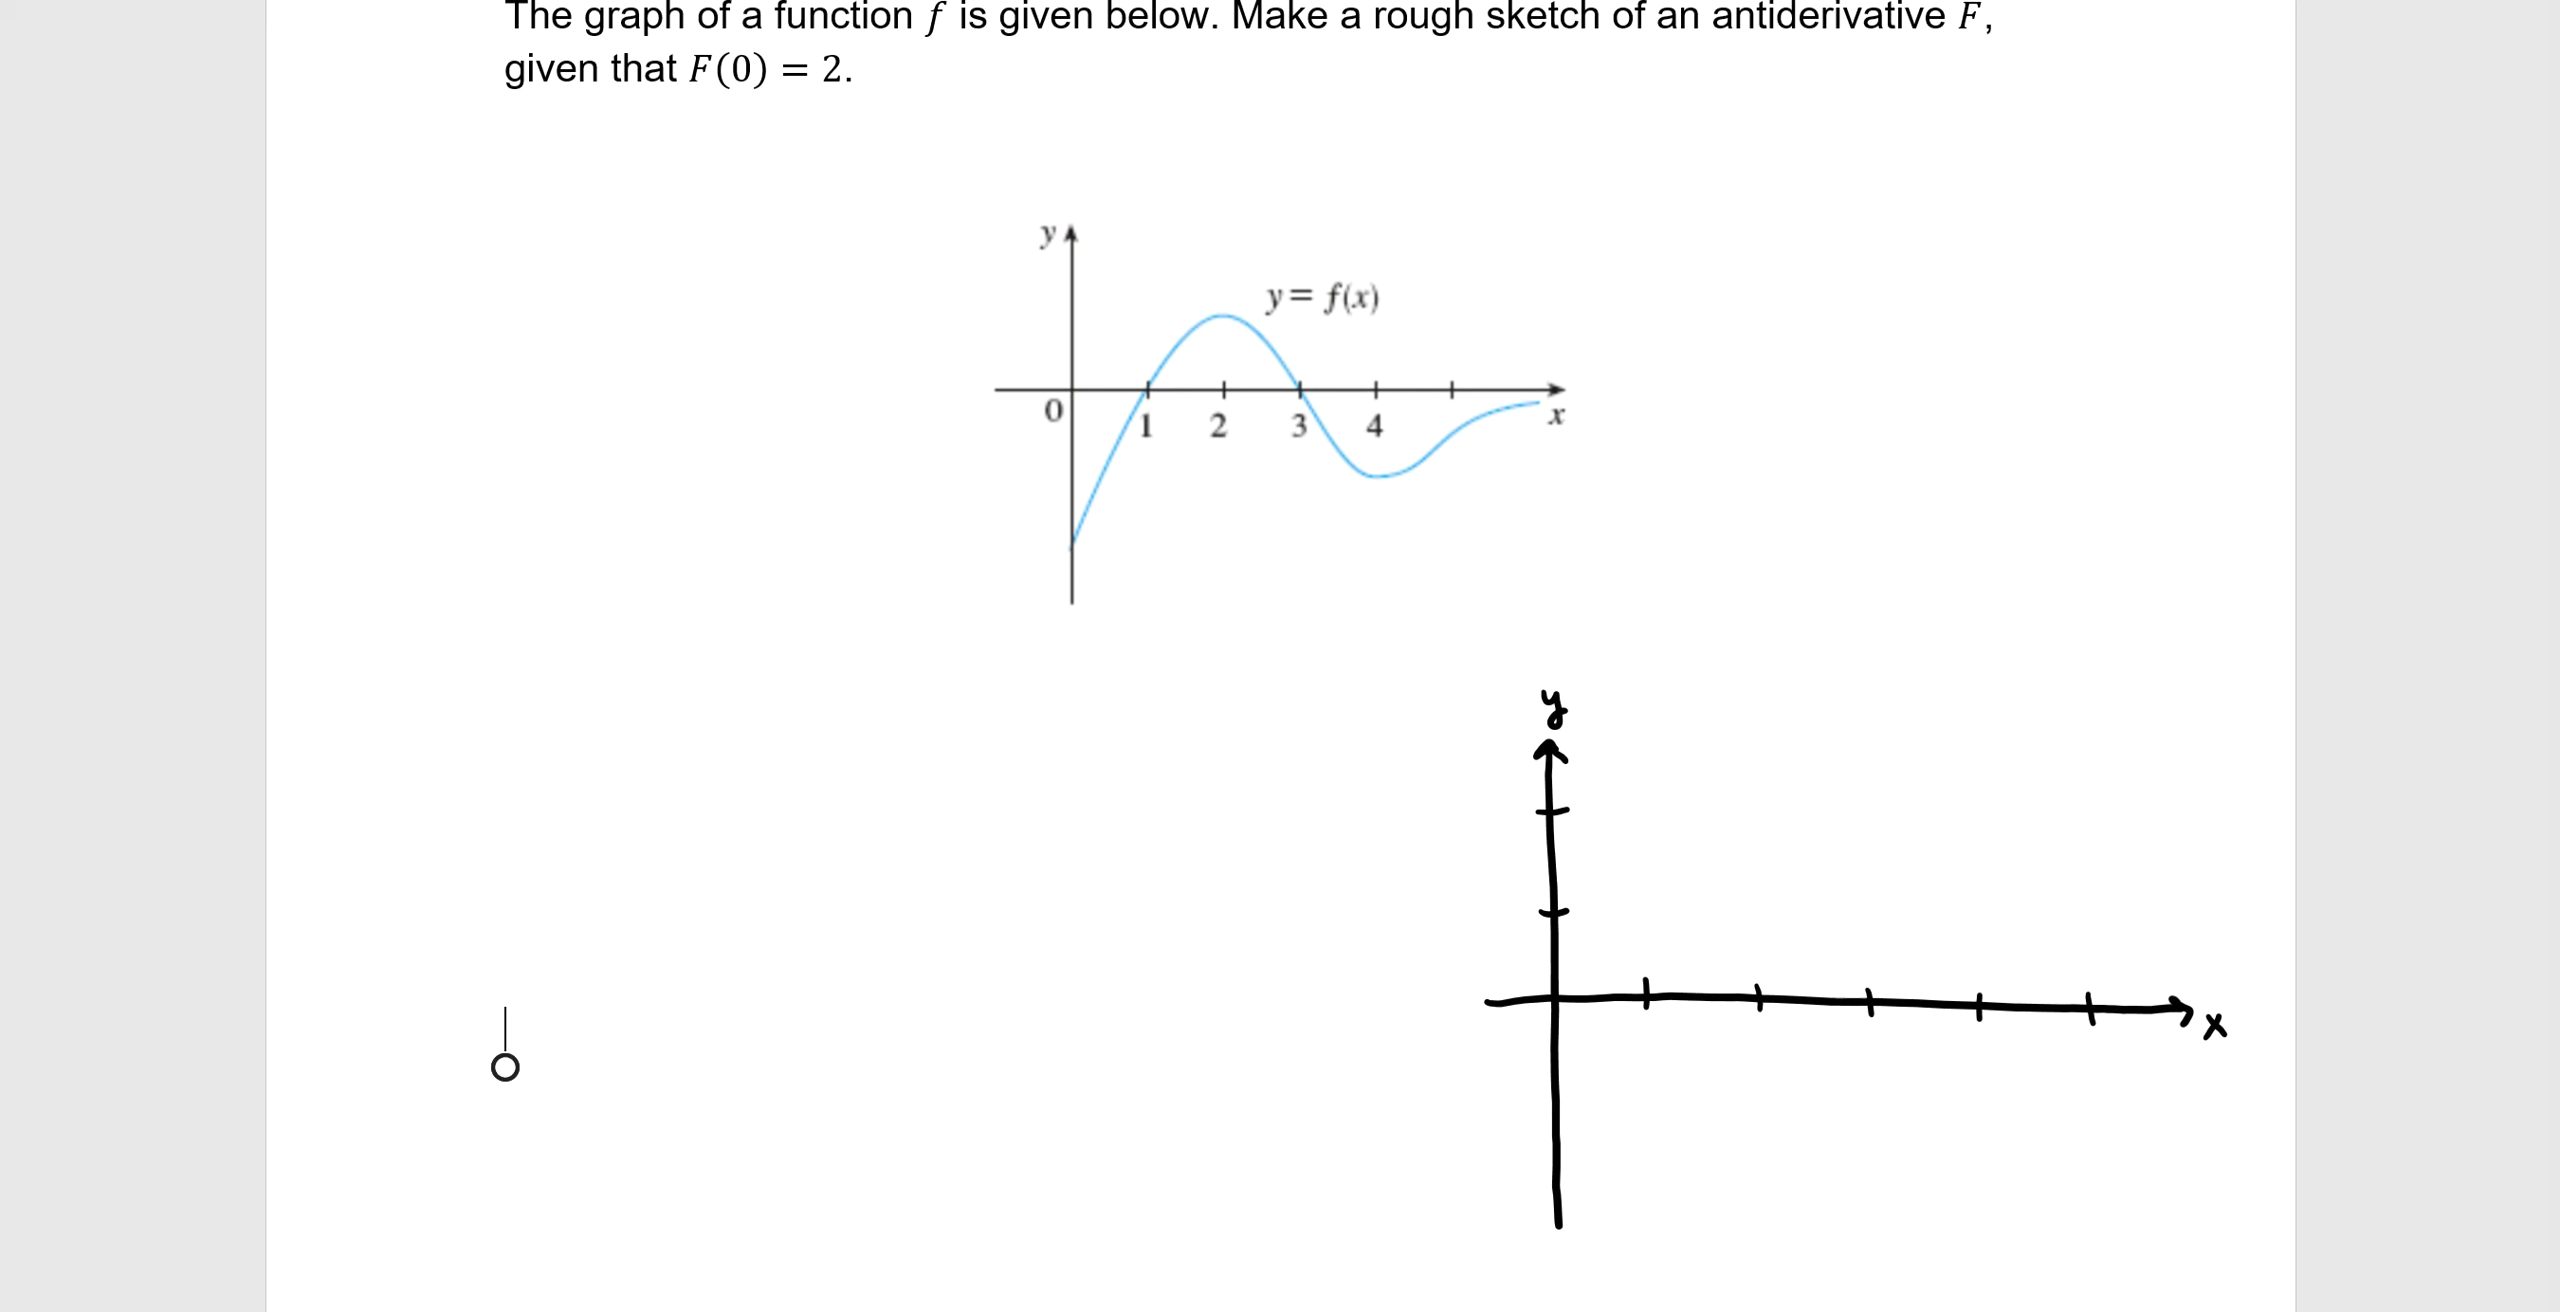 The graph of a function f is given below. Make a rough sketch of an antiderivative F,
given that F(0) = 2.
y
y = f(x)
0
1 2 3 4
x
y
x